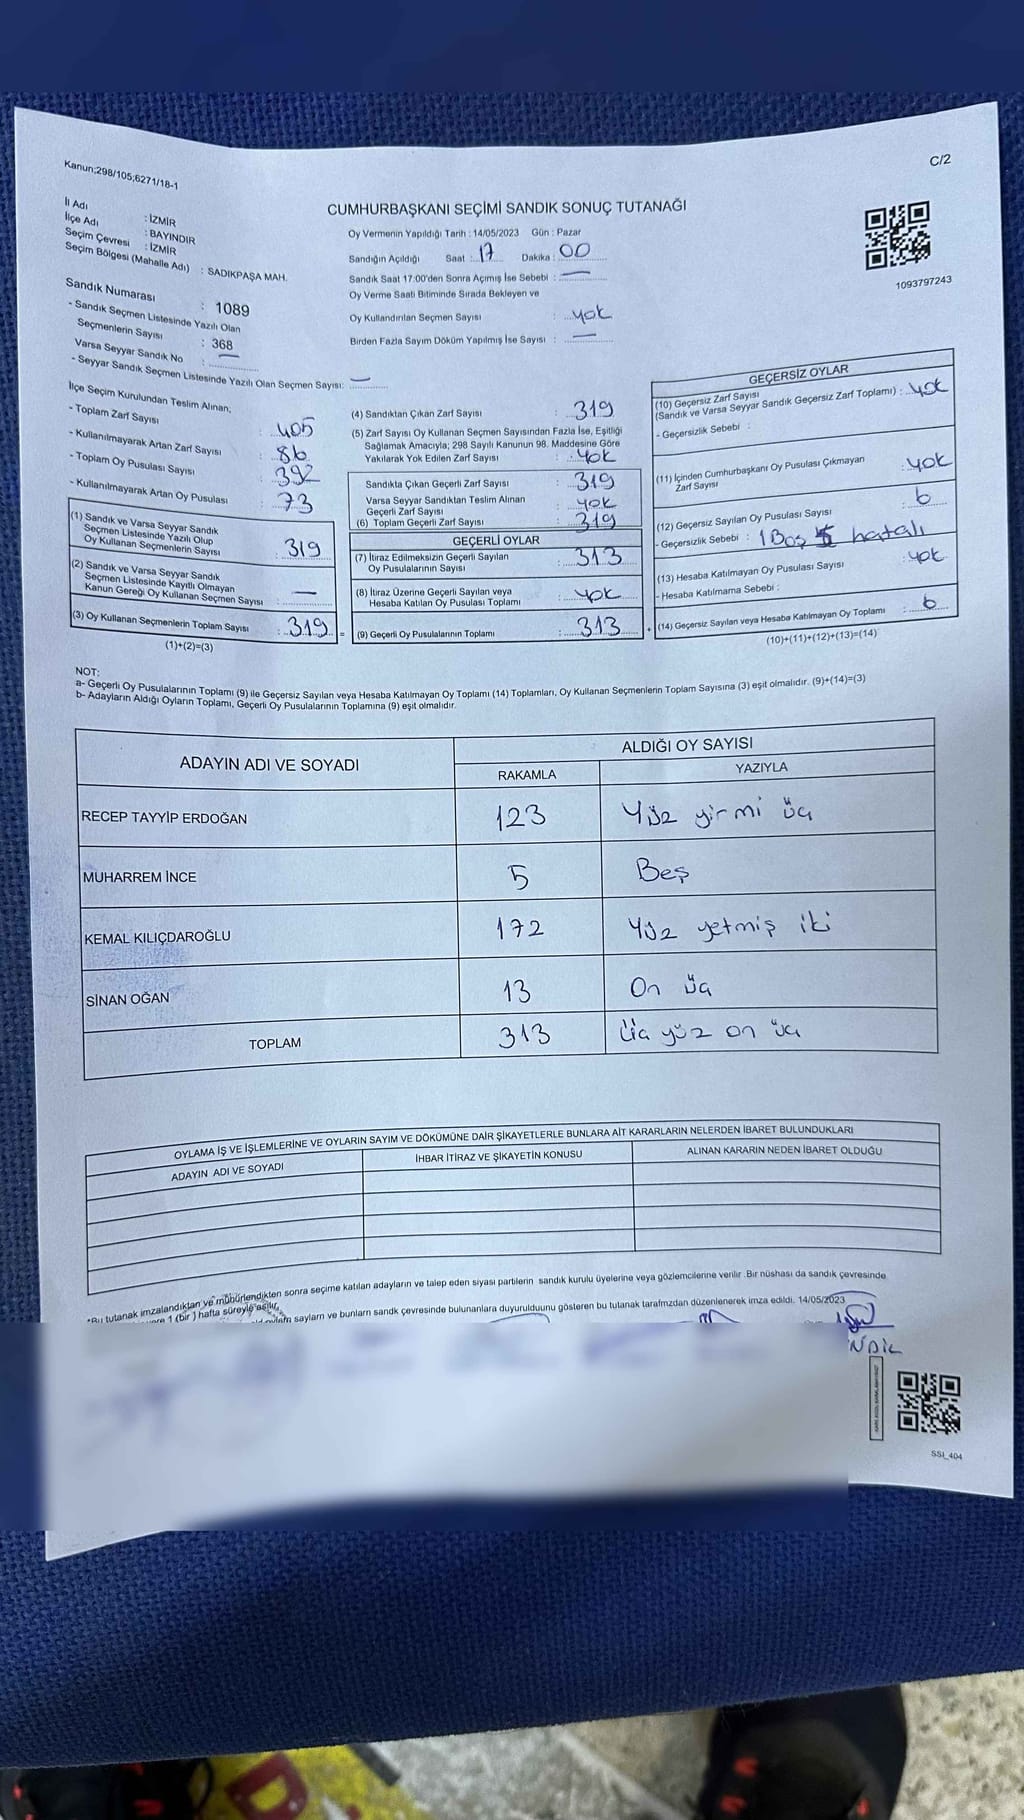 Kanun;298/105;6271/18-1
C/2
İl Adı : İZMİR
İlçe Adı : BAYINDIR
Seçim Çevresi : İZMİR
Seçim Bölgesi (Mahalle Adı) : SADIKPAŞA MAH.
Sandık Numarası : 1089
- Sandık Seçmen Listesinde Yazılı Olan
Seçmenlerin Sayısı : 368
Varsa Seyyar Sandık No : —
- Seyyar Sandık Seçmen Listesinde Yazılı Olan Seçmen Sayısı: —
CUMHURBAŞKANI SEÇİMİ SANDIK SONUÇ TUTANAĞI
Oy Vermenin Yapıldığı Tarih : 14/05/2023 Gün : Pazar
Sandığın Açıldığı Saat : 17 Dakika : 00
Sandık Saat 17:00'den Sonra Açımış İse Sebebi : —
Oy Verme Saati Bitiminde Sırada Bekleyen ve
Oy Kullandırılan Seçmen Sayısı : yok
Birden Fazla Sayım Döküm Yapılmış İse Sayısı : —
1093797243
İlçe Seçim Kurulundan Teslim Alınan;
- Toplam Zarf Sayısı : 405
- Kullanılmayarak Artan Zarf Sayısı : 86
- Toplam Oy Pusulası Sayısı : 392
- Kullanılmayarak Artan Oy Pusulası : 73
(1) Sandık ve Varsa Seyyar Sandık
Seçmen Listesinde Yazılı Olup
Oy Kullanan Seçmenlerin Sayısı : 319
(2) Sandık ve Varsa Seyyar Sandık
Seçmen Listesinde Kayıtlı Olmayan
Kanun Gereği Oy Kullanan Seçmen Sayısı : —
(3) Oy Kullanan Seçmenlerin Toplam Sayısı : 319 =
(1)+(2)=(3)
(4) Sandıktan Çıkan Zarf Sayısı : 319
(5) Zarf Sayısı Oy Kullanan Seçmen Sayısından Fazla İse, Eşitliği
Sağlamak Amacıyla; 298 Sayılı Kanunun 98. Maddesine Göre
Yakılarak Yok Edilen Zarf Sayısı : yok
Sandıkta Çıkan Geçerli Zarf Sayısı : 319
Varsa Seyyar Sandıktan Teslim Alınan
Geçerli Zarf Sayısı : yok
(6) Toplam Geçerli Zarf Sayısı : 319
GEÇERLİ OYLAR
(7) İtiraz Edilmeksizin Geçerli Sayılan
Oy Pusulalarının Sayısı : 313
(8) İtiraz Üzerine Geçerli Sayılan veya
Hesaba Katılan Oy Pusulası Toplamı : yok
(9) Geçerli Oy Pusulalarının Toplamı : 313 +
GEÇERSİZ OYLAR
(10) Geçersiz Zarf Sayısı
(Sandık ve Varsa Seyyar Sandık Geçersiz Zarf Toplamı) : yok
- Geçersizlik Sebebi :
(11) İçinden Cumhurbaşkanı Oy Pusulası Çıkmayan
Zarf Sayısı : yok
(12) Geçersiz Sayılan Oy Pusulası Sayısı : 6
- Geçersizlik Sebebi : 1 Boş 5 hatalı
(13) Hesaba Katılmayan Oy Pusulası Sayısı : yok
- Hesaba Katılmama Sebebi :
(14) Geçersiz Sayılan veya Hesaba Katılmayan Oy Toplamı : 6
(10)+(11)+(12)+(13)=(14)
NOT:
a- Geçerli Oy Pusulalarının Toplamı (9) ile Geçersiz Sayılan veya Hesaba Katılmayan Oy Toplamı (14) Toplamları, Oy Kullanan Seçmenlerin Toplam Sayısına (3) eşit olmalıdır. (9)+(14)=(3)
b- Adayların Aldığı Oyların Toplamı, Geçerli Oy Pusulalarının Toplamına (9) eşit olmalıdır.
ADAYIN ADI VE SOYADI ALDIĞI OY SAYISI
RAKAMLA YAZIYLA
RECEP TAYYİP ERDOĞAN 123 Yüz yirmi üç
MUHARREM İNCE 5 Beş
KEMAL KILIÇDAROĞLU 172 Yüz yetmiş iki
SİNAN OĞAN 13 On üç
TOPLAM 313 Üç yüz on üç
OYLAMA İŞ VE İŞLEMLERİNE VE OYLARIN SAYIM VE DÖKÜMÜNE DAİR ŞİKAYETLERLE BUNLARA AİT KARARLARIN NELERDEN İBARET BULUNDUKLARI
ADAYIN ADI VE SOYADI İHBAR İTİRAZ VE ŞİKAYETİN KONUSU ALINAN KARARIN NEDEN İBARET OLDUĞU
*Bu tutanak imzalandıktan ve mühürlendikten sonra seçime katılan adayların ve talep eden siyasi partilerin sandık kurulu üyelerine veya gözlemcilerine verilir .Bir nüshası da sandık çevresinde
1 (bir ) hafta süreyle asılır.
sayların ve bunların sandk çevresinde bulunanlara duyurulduunu gösteren bu tutanak tarafmzdan düzenlenerek imza edildi. 14/05/2023
SSI_404